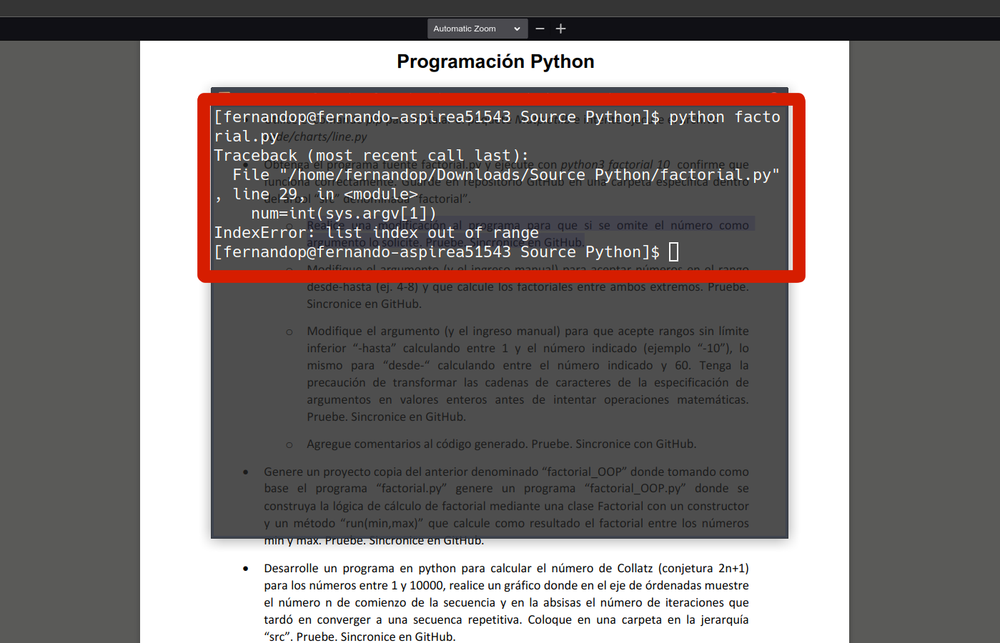 Automatic Zoom
Programación Python
[fernandop@fernando-aspirea51543 Source Python]$ python facto
rial.py
de/charts/line.py
Traceback (most recent call last):
Obtenga el programa fuente factorial.py y ejecute con python3 factorial 10 confirme que
File "/home/fernandop/Downloads/Source Python/factorial.py"
funciona correctamente. Guarde en repositorio GitHub en una carpeta específica dentro
, line 29, in <module>
del árbol “src” denominada “factorial”.
num=int(sys.argv[1])
Realice una modificación al programa para que si se omite el número como
IndexError: list index out of range
argumento lo solicite. Pruebe. Sincronice en GitHub.
[fernandop@fernando-aspirea51543 Source Python]$
Modifique el argumento (y el ingreso manual) para aceptar números en el rango
desde-hasta (ej. 4-8) y que calcule los factoriales entre ambos extremos. Pruebe.
Sincronice en GitHub.
o Modifique el argumento (y el ingreso manual) para que acepte rangos sin límite
inferior “-hasta” calculando entre 1 y el número indicado (ejemplo “-10”), lo
mismo para “desde-“ calculando entre el número indicado y 60. Tenga la
precaución de transformar las cadenas de caracteres de la especificación de
argumentos en valores enteros antes de intentar operaciones matemáticas.
Pruebe. Sincronice en GitHub.
o Agregue comentarios al código generado. Pruebe. Sincronice con GitHub.
• Genere un proyecto copia del anterior denominado “factorial_OOP” donde tomando como
base el programa “factorial.py” genere un programa “factorial_OOP.py” donde se
construya la lógica de cálculo de factorial mediante una clase Factorial con un constructor
y un método “run(min,max)” que calcule como resultado el factorial entre los números
min y max. Pruebe. Sincronice en GitHub.
• Desarrolle un programa en python para calcular el número de Collatz (conjetura 2n+1)
para los números entre 1 y 10000, realice un gráfico donde en el eje de órdenadas muestre
el número n de comienzo de la secuencia y en la absisas el número de iteraciones que
tardó en converger a una secuenca repetitiva. Coloque en una carpeta en la jerarquía
“src”. Pruebe. Sincronice en GitHub.